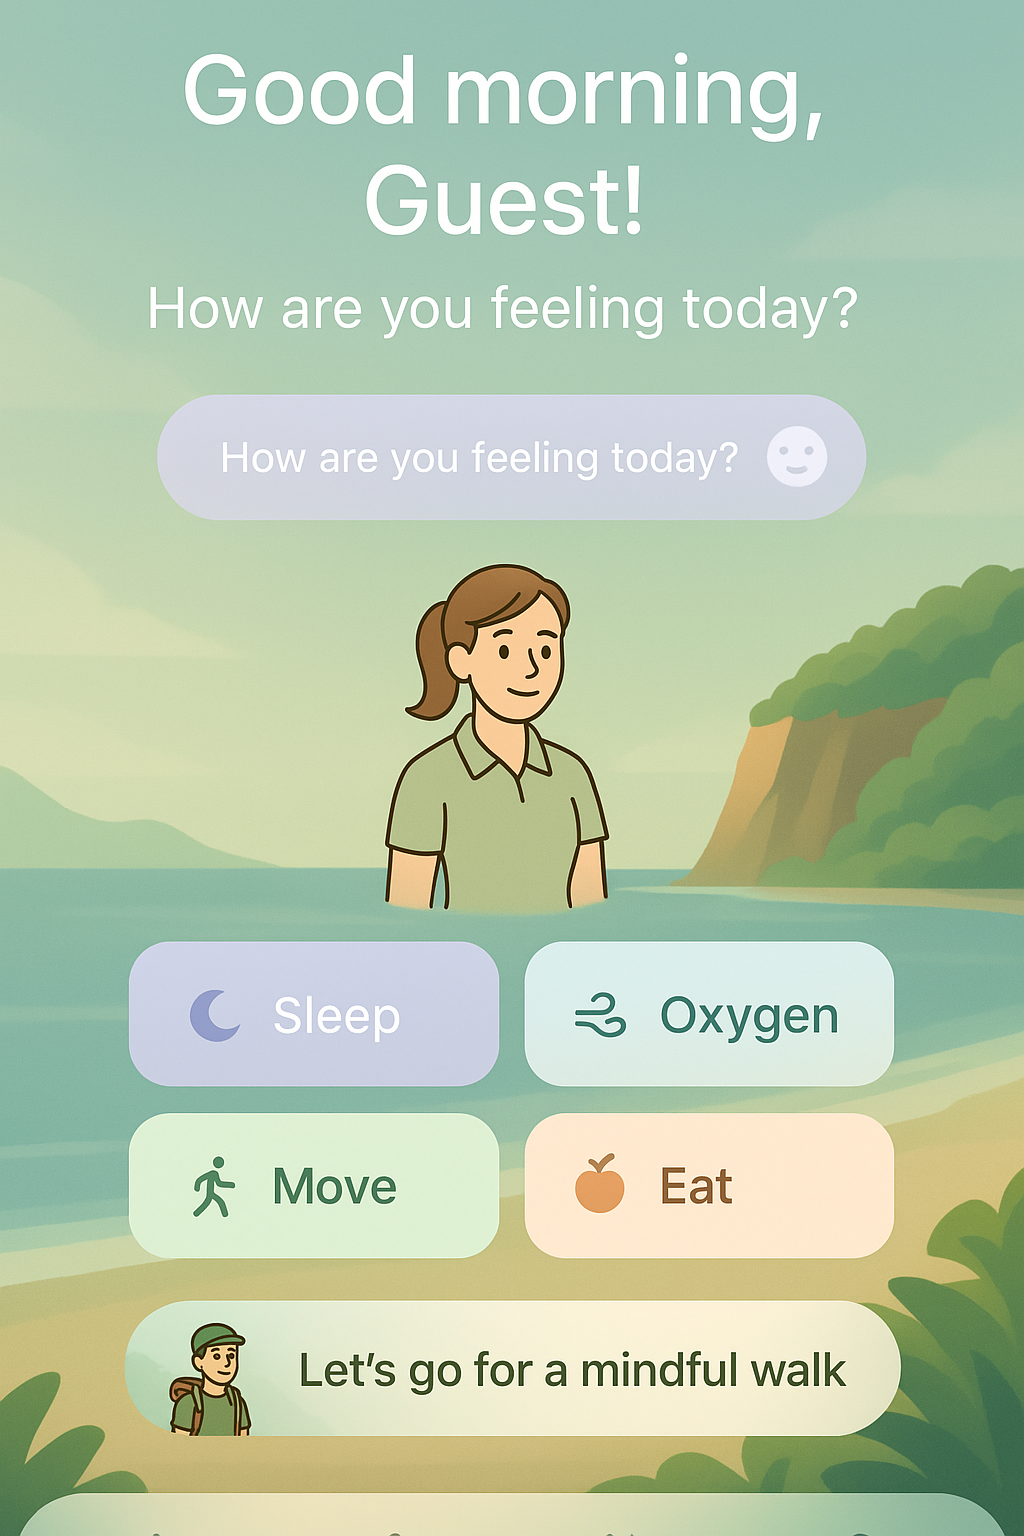 Good morning,
Guest!
How are you feeling today?
How are you feeling today?
Sleep
Oxygen
Move
Eat
Let’s go for a mindful walk